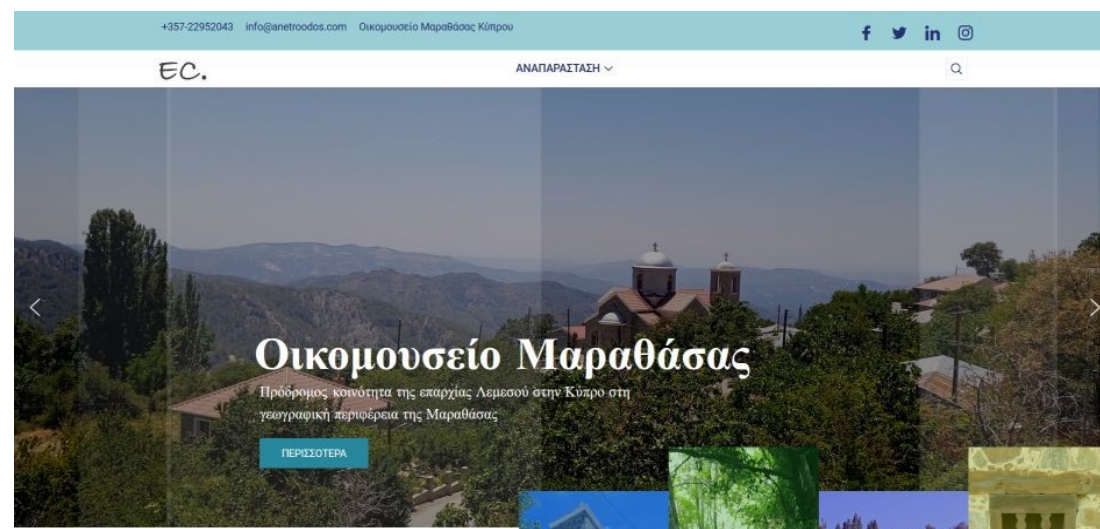 +357-22952043 info@anetroodos.com Οικομουσείο Μαραθάσας Κύπρου
EC.
ΑΝΑΠΑΡΑΣΤΑΣΗ
Οικομουσείο Μαραθάσας
Πρόδρομος κοινότητα της επαρχίας Λεμεσού στην Κύπρο στη
γεωγραφική περιφέρεια της Μαραθάσας
ΠΕΡΙΣΣΟΤΕΡΑ